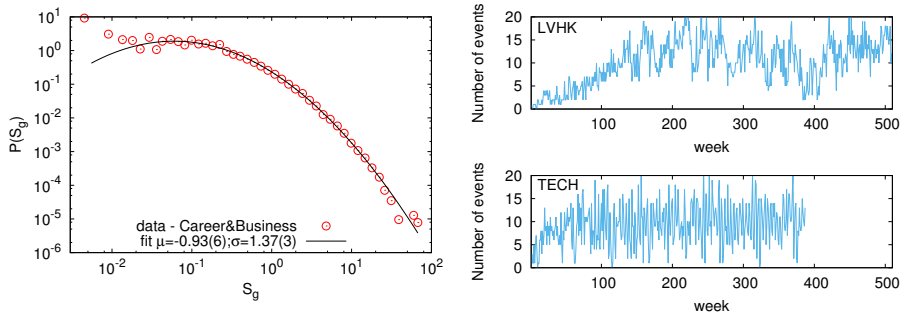 10^1
10^0
10^-1
10^-2
10^-3
10^-4
10^-5
10^-6
P(S_g)
data - Career&Business
fit μ=-0.93(6);σ=1.37(3)
10^-2 10^-1 10^0 10^1 10^2
S_g
LVHK
20
15
10
5
0
Number of events
100 200 300 400 500
week
TECH
20
15
10
5
0
Number of events
100 200 300 400 500
week